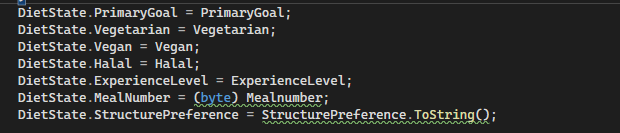 DietState.PrimaryGoal = PrimaryGoal;
DietState.Vegetarian = Vegetarian;
DietState.Vegan = Vegan;
DietState.Halal = Halal;
DietState.ExperienceLevel = ExperienceLevel;
DietState.MealNumber = (byte) Mealnumber;
DietState.StructurePreference = StructurePreference.ToString();